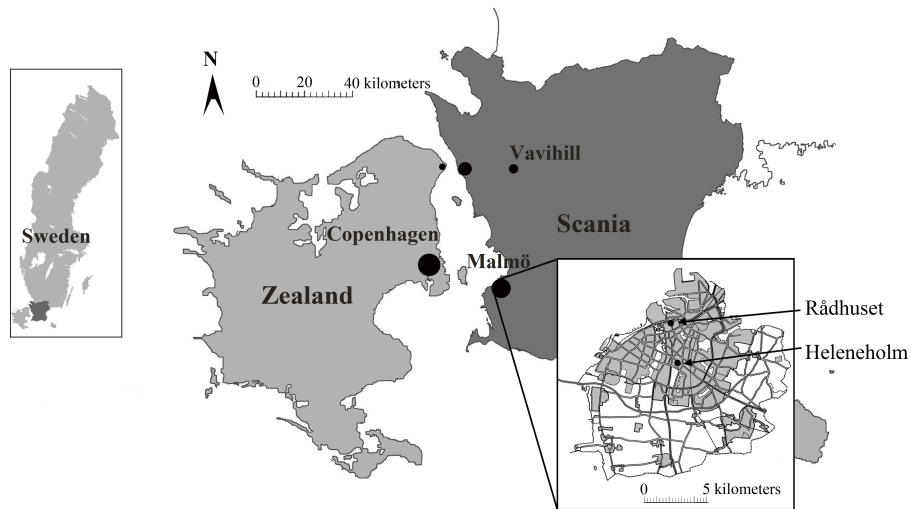 N
0 20 40 kilometers
Vavihill
Sweden
Scania
Copenhagen
Malmö
Zealand
Rådhuset
Heleneholm
0 5 kilometers